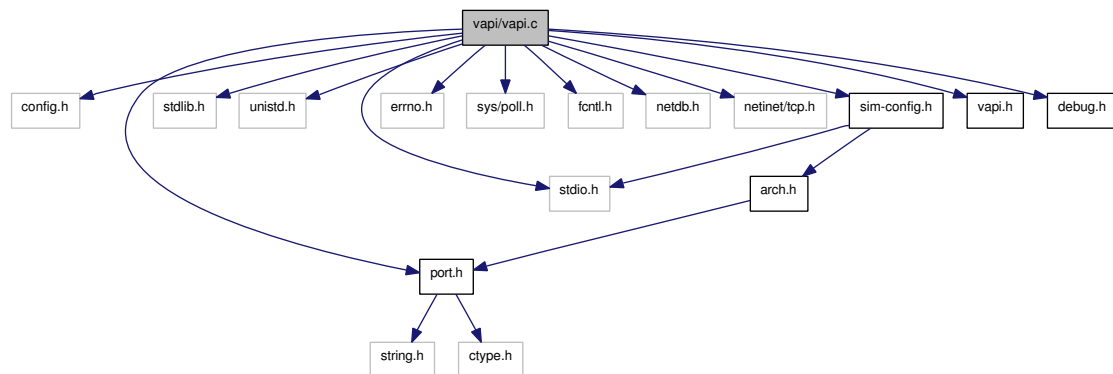 vapi/vapi.c
config.h
stdlib.h
unistd.h
errno.h
sys/poll.h
fcntl.h
netdb.h
netinet/tcp.h
sim-config.h
vapi.h
debug.h
stdio.h
arch.h
port.h
string.h
ctype.h